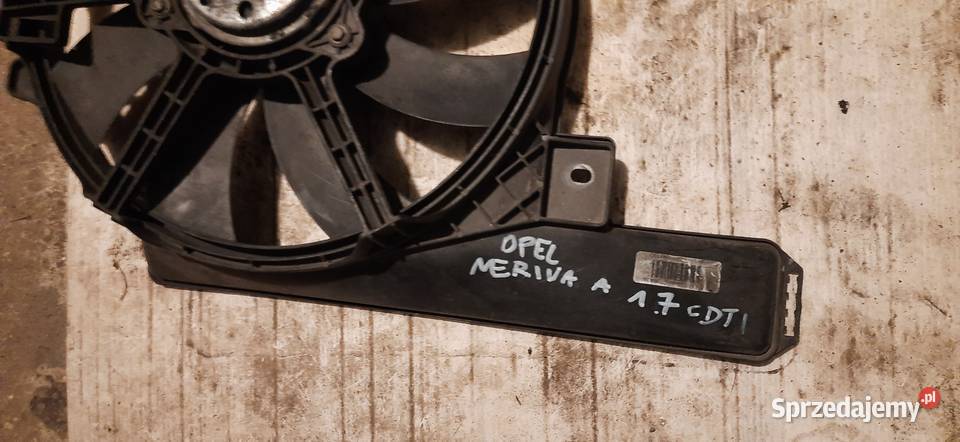 OPEL
MERIVA A 1.7 CDTI
Sprzedajemy.pl